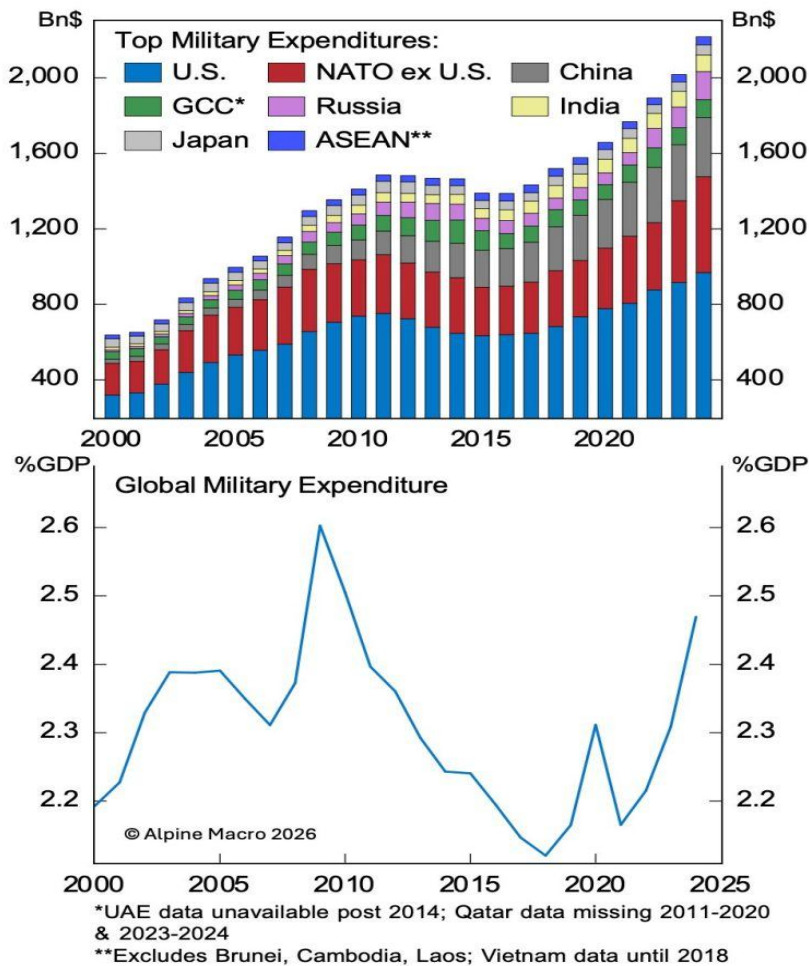 Bn$ Bn$
Top Military Expenditures:
U.S. NATO ex U.S. China
GCC* Russia India
Japan ASEAN**
2,000 2,000
1,600 1,600
1,200 1,200
800 800
400 400
2000 2005 2010 2015 2020
%GDP %GDP
Global Military Expenditure
2.6 2.6
2.5 2.5
2.4 2.4
2.3 2.3
2.2 2.2
© Alpine Macro 2026
2000 2005 2010 2015 2020 2025
*UAE data unavailable post 2014; Qatar data missing 2011-2020
& 2023-2024
**Excludes Brunei, Cambodia, Laos; Vietnam data until 2018